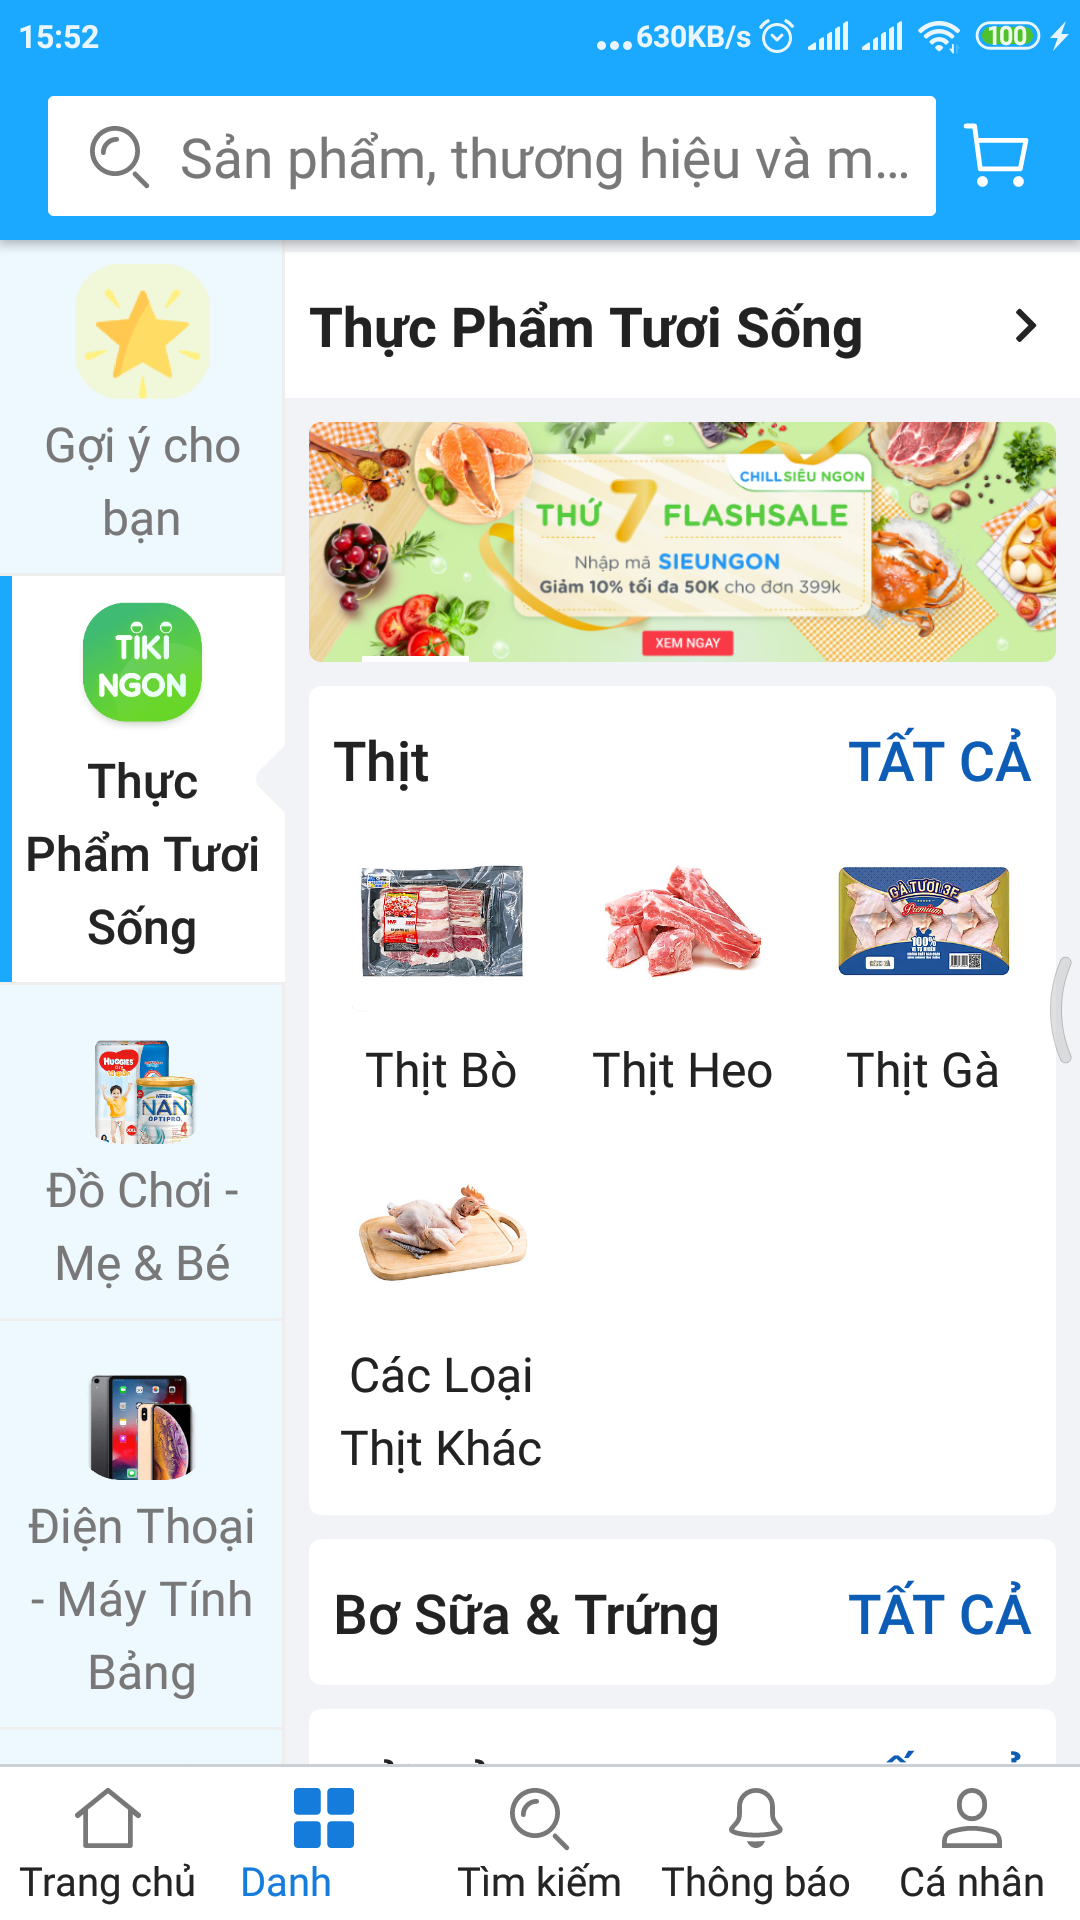 15:52
...630KB/s
100
Sản phẩm, thương hiệu và m...
Gợi ý cho
bạn
TIKI
NGON
Thực
Phẩm Tươi
Sống
HUGGIES
NAN
OPTIPRO
4
Đồ Chơi -
Mẹ & Bé
Điện Thoại
- Máy Tính
Bảng
Thực Phẩm Tươi Sống
CHILL SIÊU NGON
THỨ 7 FLASHSALE
Nhập mã SIEUNGON
Giảm 10% tối đa 50K cho đơn 399k
XEM NGAY
Thịt
TẤT CẢ
GÀ TƯƠI 3F
Premium
100%
Thịt Bò
Thịt Heo
Thịt Gà
Các Loại
Thịt Khác
Bơ Sữa & Trứng
TẤT CẢ
Trang chủ
Danh
Tìm kiếm
Thông báo
Cá nhân